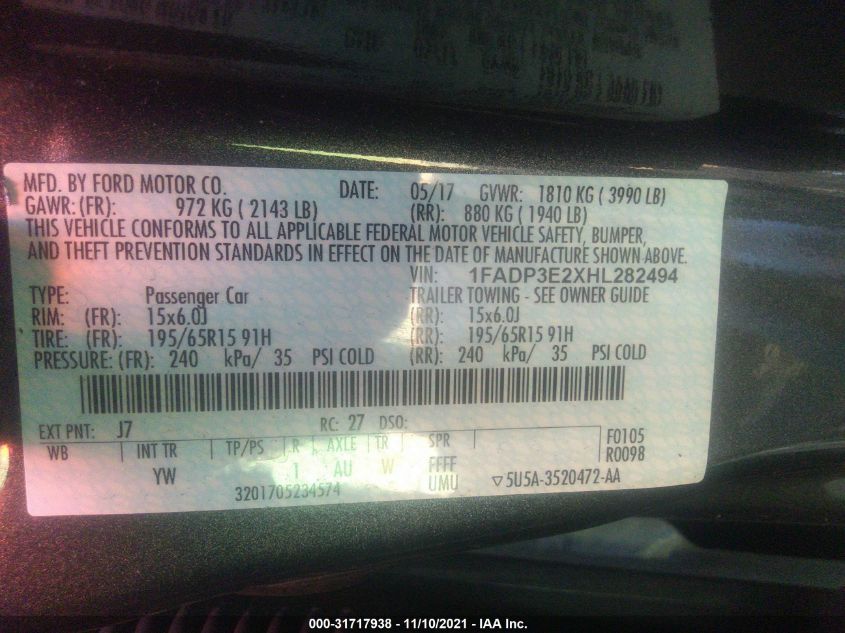 MFD. BY FORD MOTOR CO. DATE: 05/17 GVWR: 1810 KG ( 3990 LB)
GAWR: (FR): 972 KG ( 2143 LB) (RR): 880 KG ( 1940 LB)
THIS VEHICLE CONFORMS TO ALL APPLICABLE FEDERAL MOTOR VEHICLE SAFETY, BUMPER,
AND THEFT PREVENTION STANDARDS IN EFFECT ON THE DATE OF MANUFACTURE SHOWN ABOVE.
VIN: 1FADP3E2XHL282494
TYPE: Passenger Car TRAILER TOWING - SEE OWNER GUIDE
RIM: (FR): 15x6.0J (RR): 15x6.0J
TIRE: (FR): 195/65R15 91H (RR): 195/65R15 91H
PRESSURE: (FR): 240 kPa/ 35 PSI COLD (RR): 240 kPa/ 35 PSI COLD
EXT PNT: J7 RC: 27 DSO: F0105
WB INT TR TP/PS R AXLE TR SPR R0098
YW 1 AU W FFFF
3201705234574 UMU ▽5U5A-3520472-AA
000-31717938 - 11/10/2021 - IAA Inc.